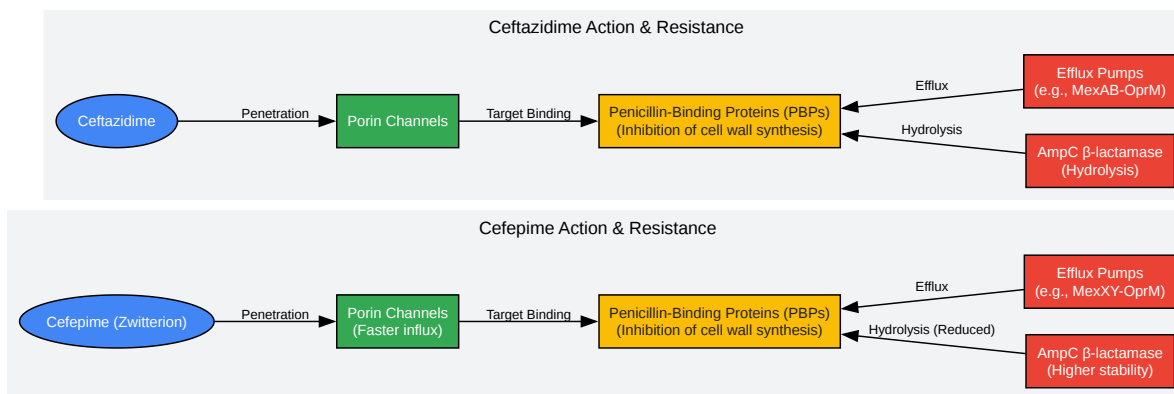 Ceftazidime Action & Resistance
Efflux Pumps
(e.g., MexAB-OprM)
Efflux
Ceftazidime
Penetration
Porin Channels
Target Binding
Penicillin-Binding Proteins (PBPs)
(Inhibition of cell wall synthesis)
Hydrolysis
AmpC β-lactamase
(Hydrolysis)
Cefepime Action & Resistance
Efflux Pumps
(e.g., MexXY-OprM)
Efflux
Cefepime (Zwitterion)
Penetration
Porin Channels
(Faster influx)
Target Binding
Penicillin-Binding Proteins (PBPs)
(Inhibition of cell wall synthesis)
Hydrolysis (Reduced)
AmpC β-lactamase
(Higher stability)